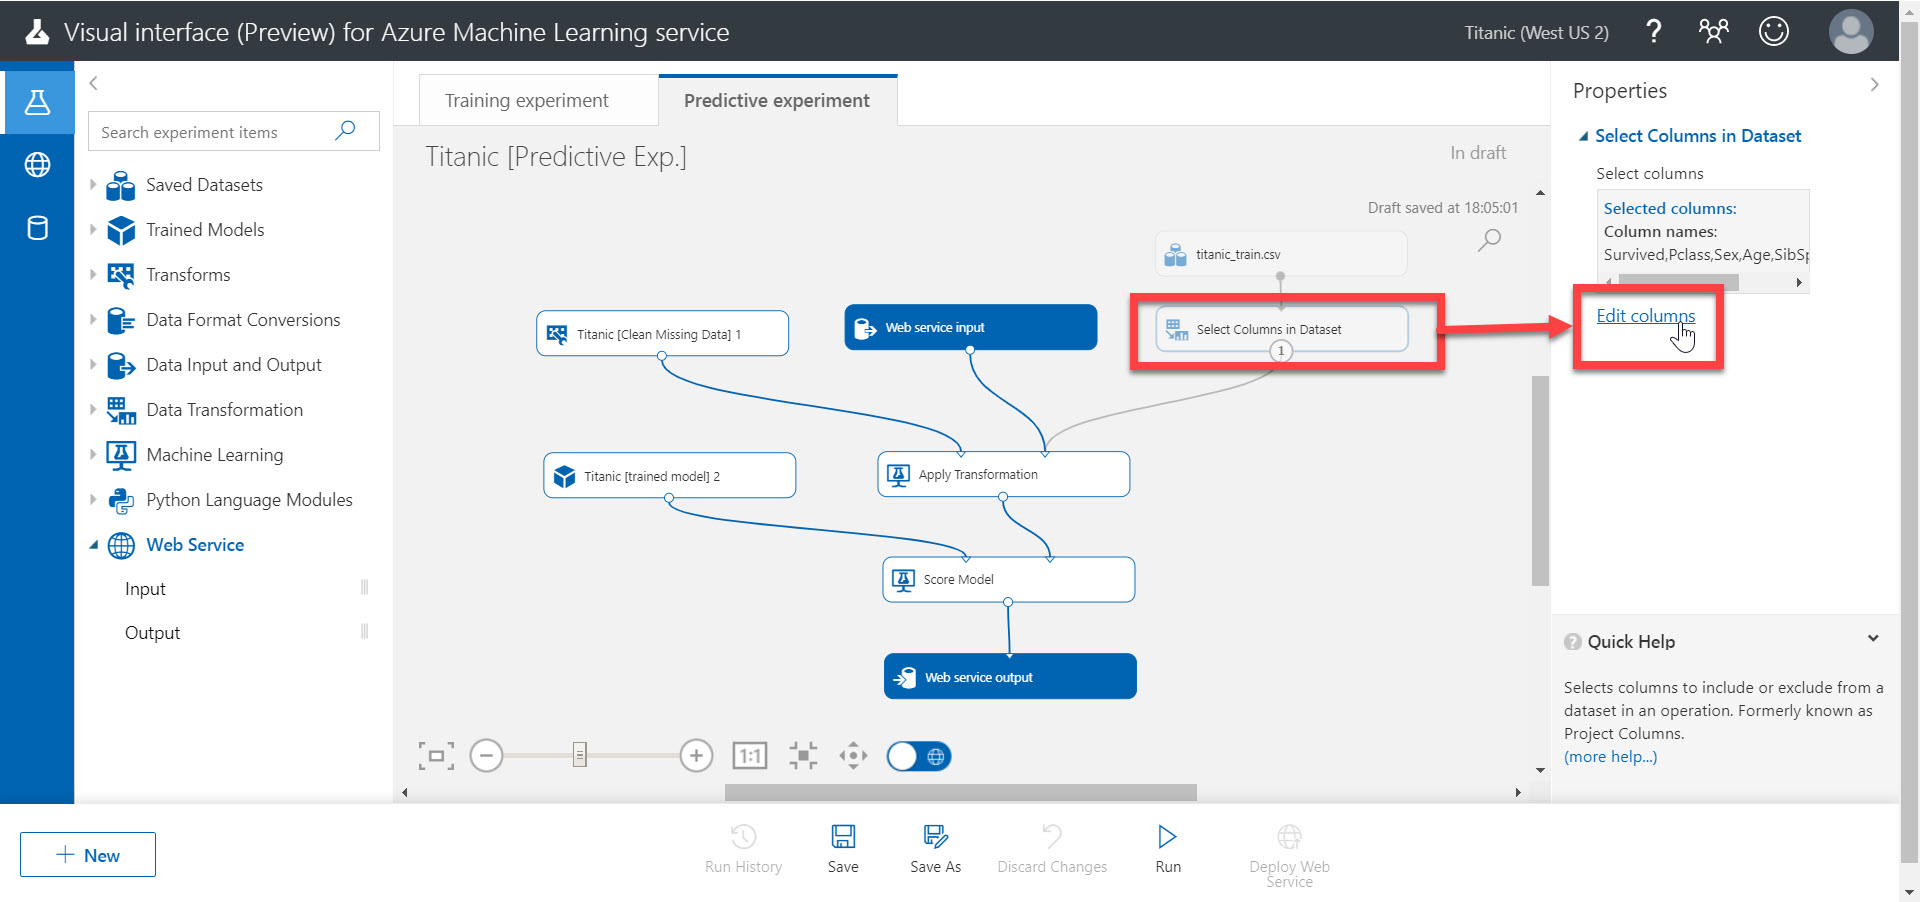 Visual interface (Preview) for Azure Machine Learning service
Titanic (West US 2)
?
Search experiment items
Saved Datasets
Trained Models
Transforms
Data Format Conversions
Data Input and Output
Data Transformation
Machine Learning
Python Language Modules
Web Service
Input
Output
Training experiment
Predictive experiment
Titanic [Predictive Exp.]
In draft
Draft saved at 18:05:01
titanic_train.csv
Titanic [Clean Missing Data] 1
Web service input
Select Columns in Dataset
1
Titanic [trained model] 2
Apply Transformation
Score Model
Web service output
1:1
Properties
Select Columns in Dataset
Select columns
Selected columns:
Column names:
Survived,Pclass,Sex,Age,SibSp
Edit columns
? Quick Help
Selects columns to include or exclude from a
dataset in an operation. Formerly known as
Project Columns.
(more help...)
+ New
Run History
Save
Save As
Discard Changes
Run
Deploy Web
Service